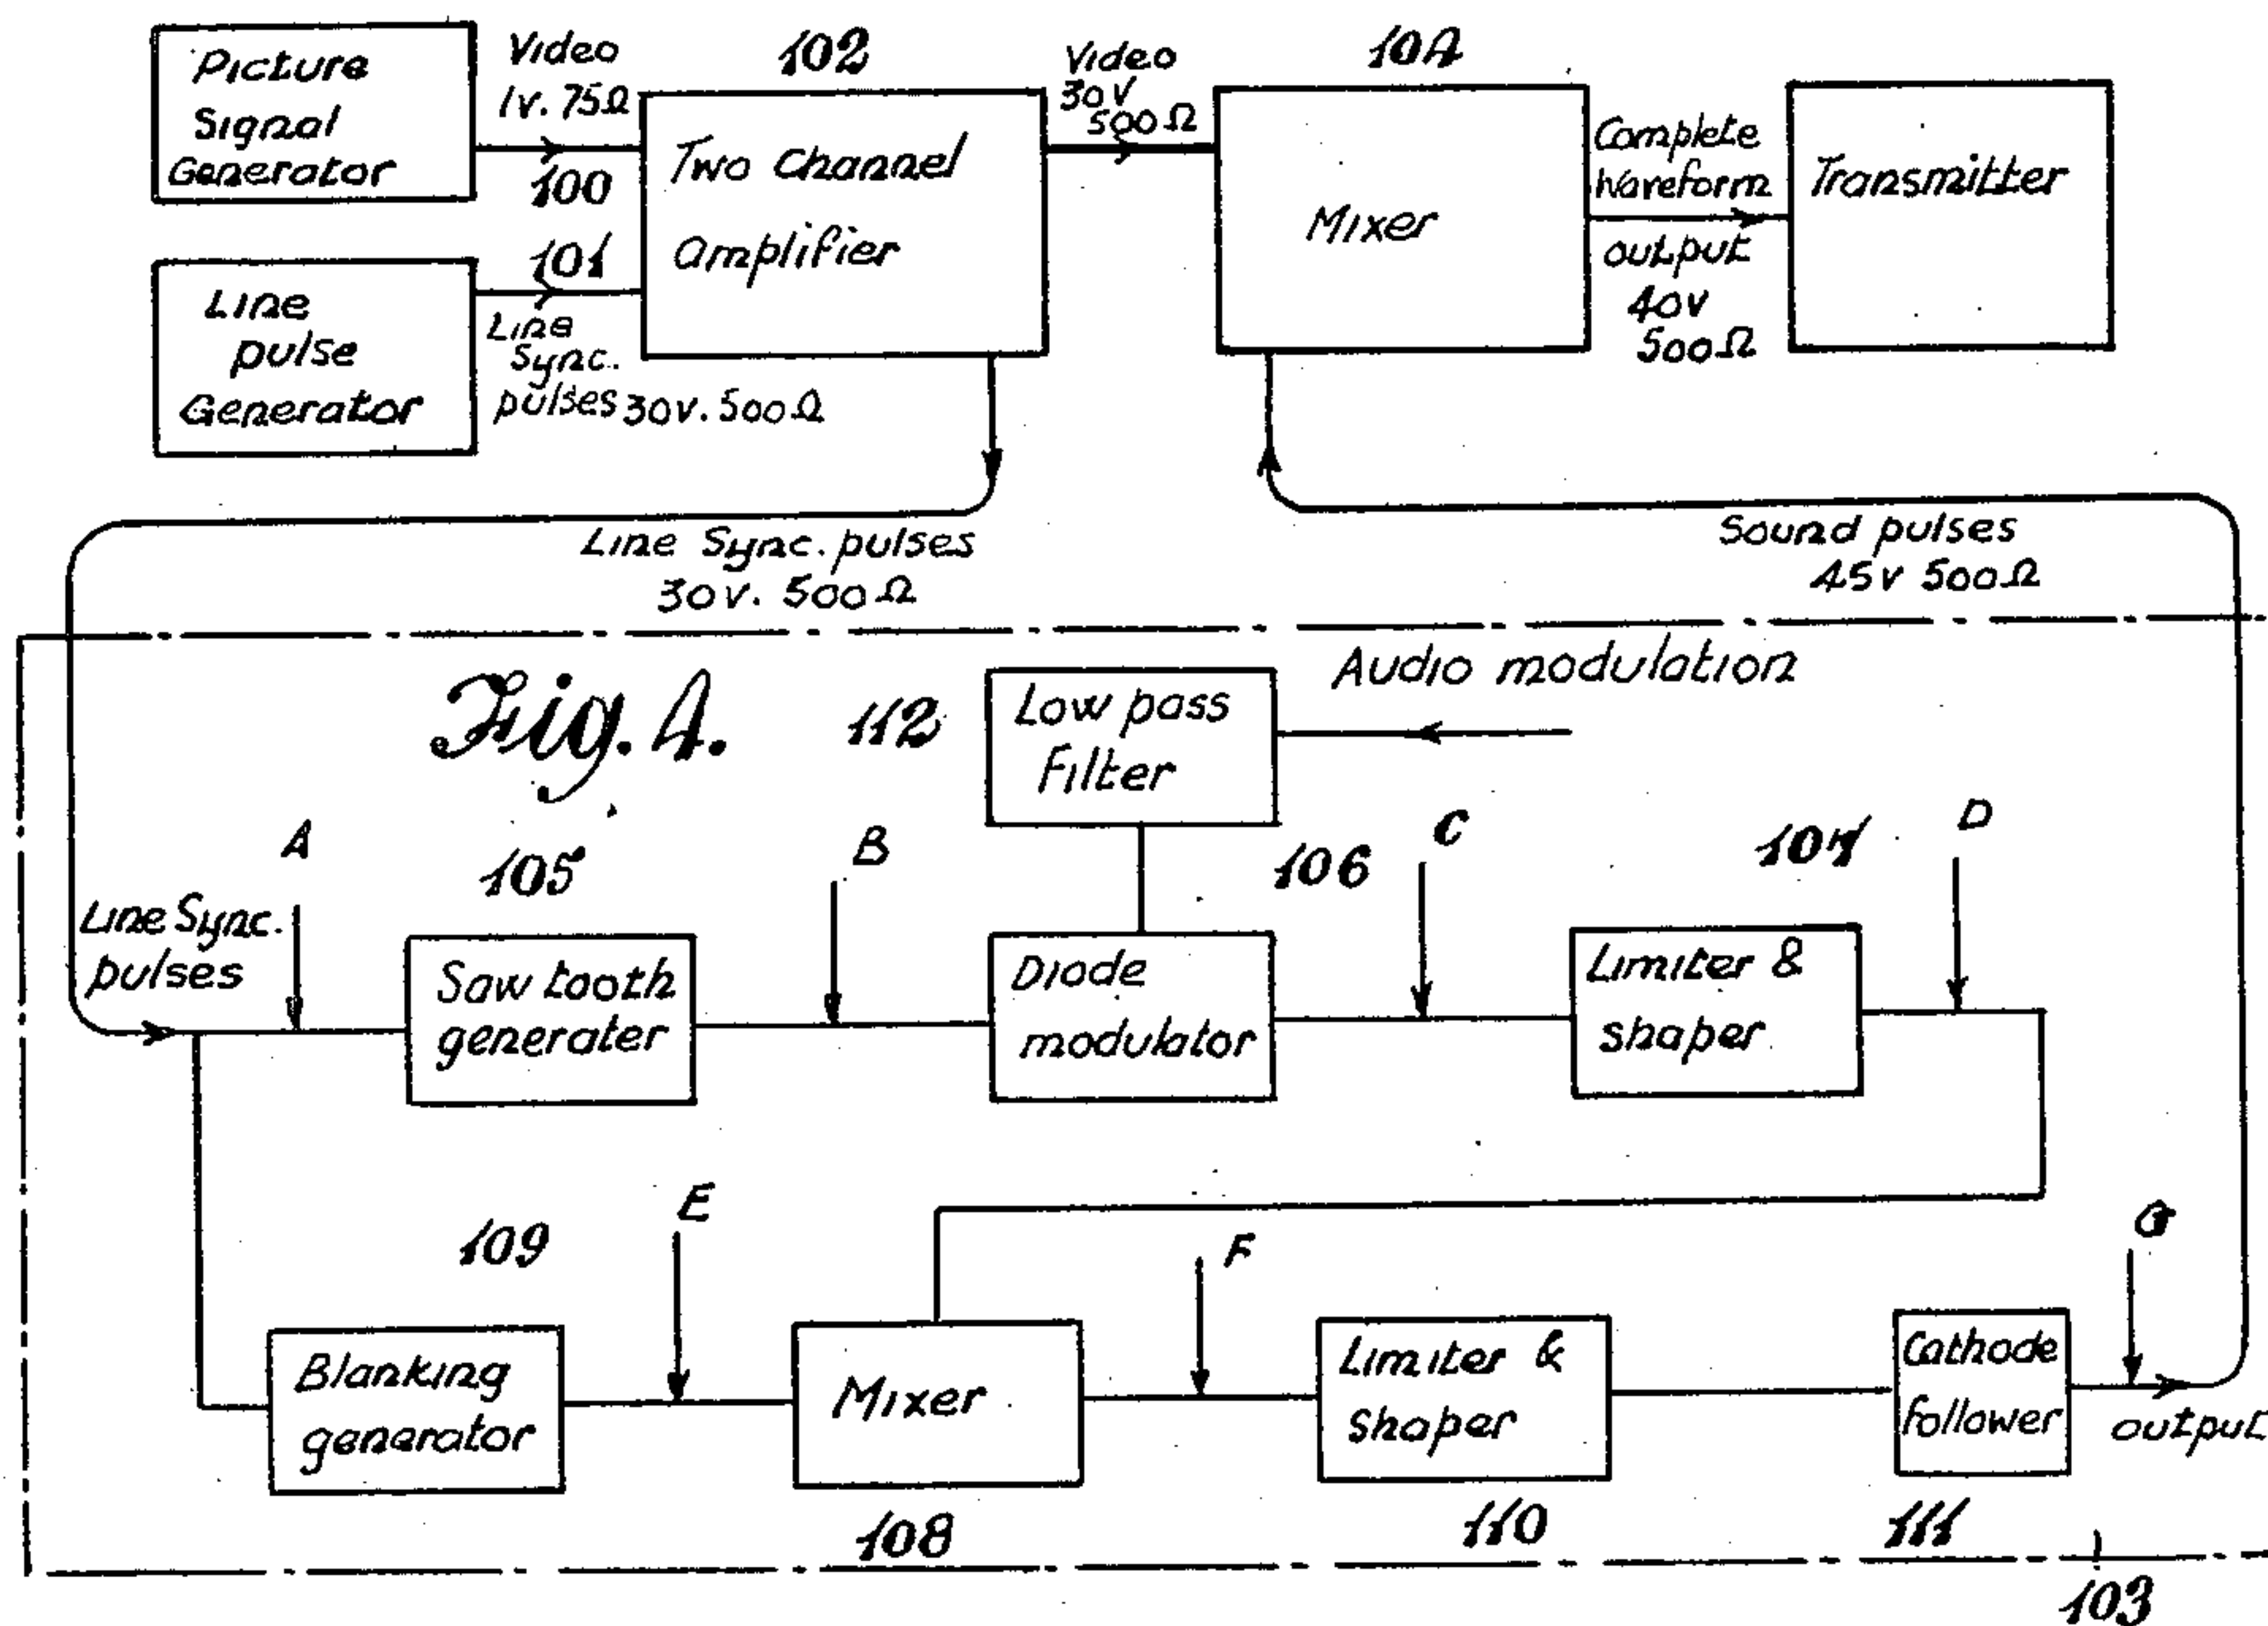 Picture
Signal
Generator
Video
1v. 75Ω
100
102
Two Channel
Amplifier
Video
30v
500Ω
104
Mixer
Complete
Waveform
output
40v
500Ω
Transmitter
Line
pulse
Generator
101
Line
Sync.
pulses 30v. 500Ω
Line Sync. pulses
30v. 500Ω
Sound pulses
45v 500Ω
Fig. 4.
112
Low pass
filter
Audio modulation
A
105
B
106
C
107
D
Line Sync.
pulses
Saw tooth
generater
Diode
modulator
Limiter &
shaper
109
E
F
G
Blanking
generator
Mixer
Limiter &
shaper
Cathode
follower
output
108
110
111
103